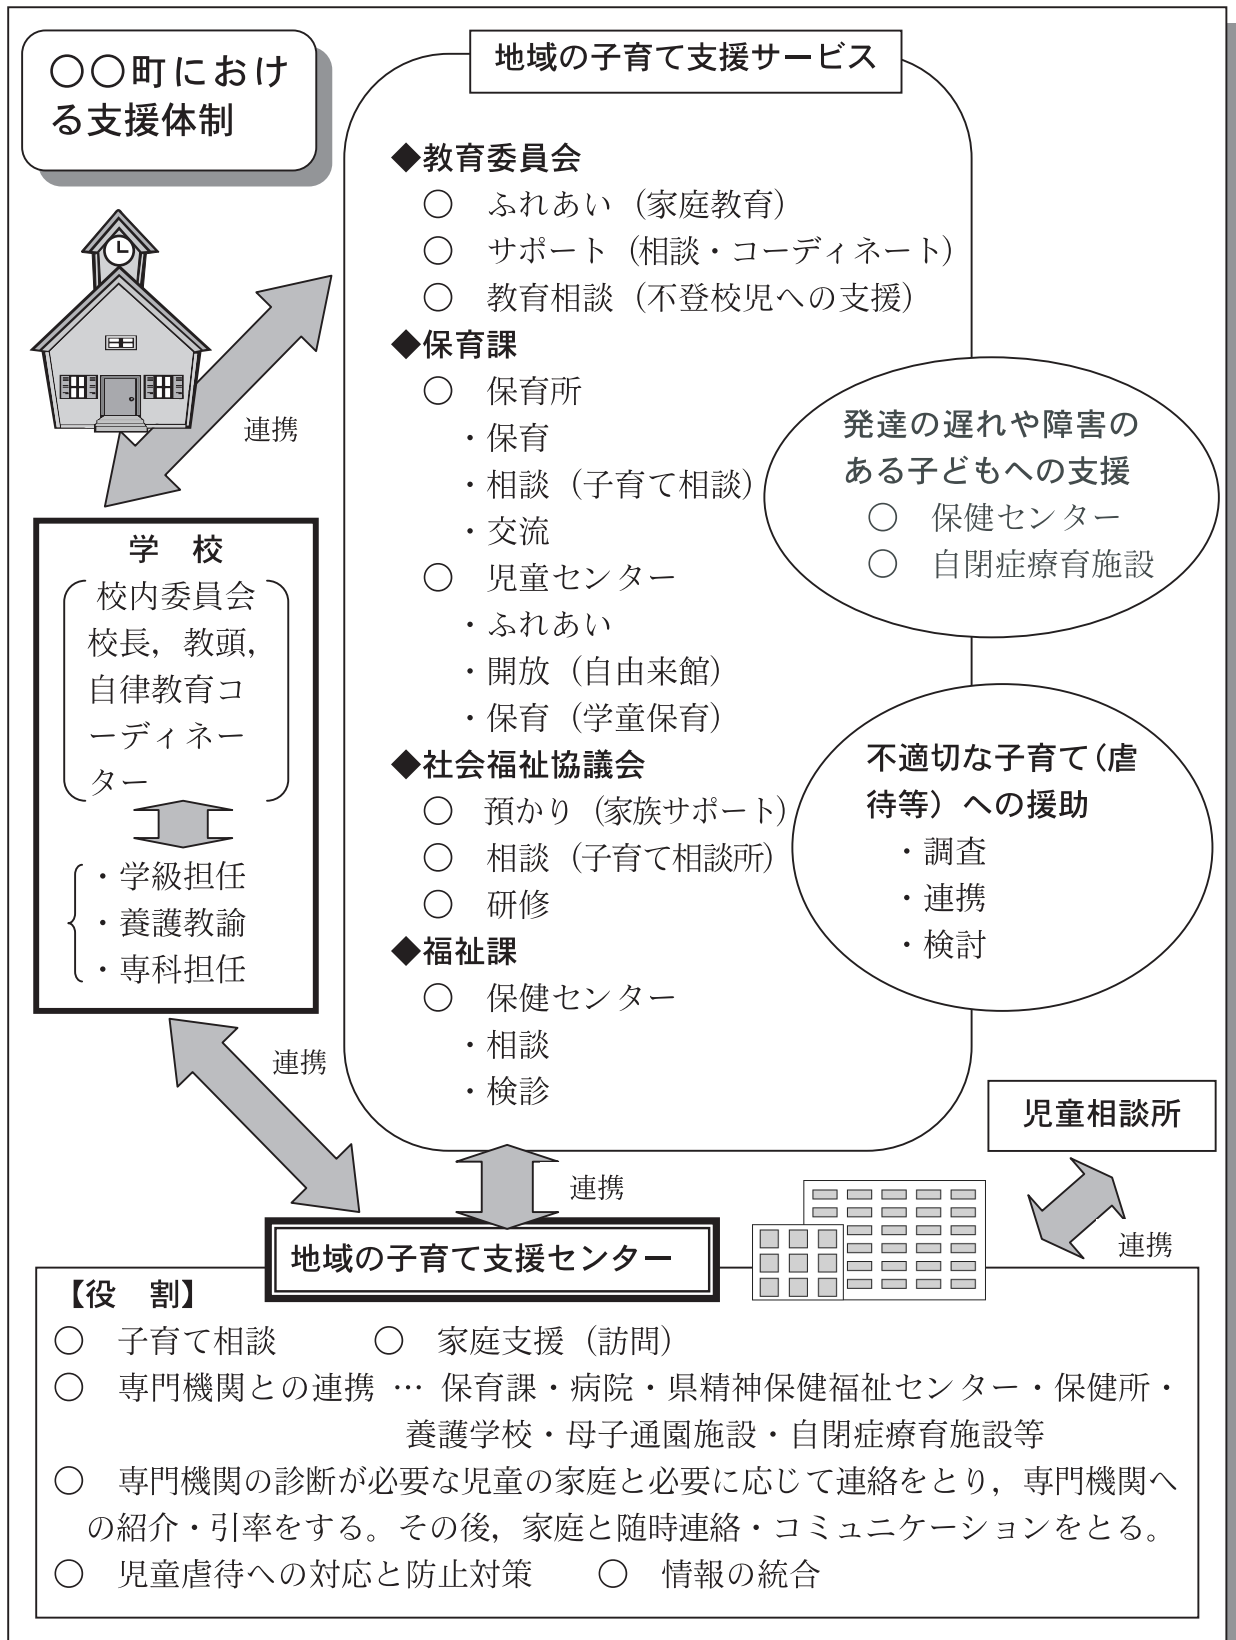 〇〇町におけ
る支援体制
地域の子育て支援サービス
◆教育委員会
〇　ふれあい（家庭教育）
〇　サポート（相談・コーディネート）
〇　教育相談（不登校児への支援）
◆保育課
〇　保育所
・保育
・相談（子育て相談）
・交流
〇　児童センター
・ふれあい
・開放（自由来館）
・保育（学童保育）
◆社会福祉協議会
〇　預かり（家族サポート）
〇　相談（子育て相談所）
〇　研修
◆福祉課
〇　保健センター
・相談
・検診
発達の遅れや障害の
ある子どもへの支援
〇　保健センター
〇　自閉症療育施設
不適切な子育て（虐
待等）への援助
・調査
・連携
・検討
連携
学　校
校内委員会
校長，教頭，
自律教育コ
ーディネー
ター
・学級担任
・養護教諭
・専科担任
連携
連携
児童相談所
連携
地域の子育て支援センター
【役　割】
〇　子育て相談　　　〇　家庭支援（訪問）
〇　専門機関との連携 … 保育課・病院・県精神保健福祉センター・保健所・
養護学校・母子通園施設・自閉症療育施設等
〇　専門機関の診断が必要な児童の家庭と必要に応じて連絡をとり，専門機関へ
の紹介・引率をする。その後，家庭と随時連絡・コミュニケーションをとる。
〇　児童虐待への対応と防止対策　　〇　情報の統合